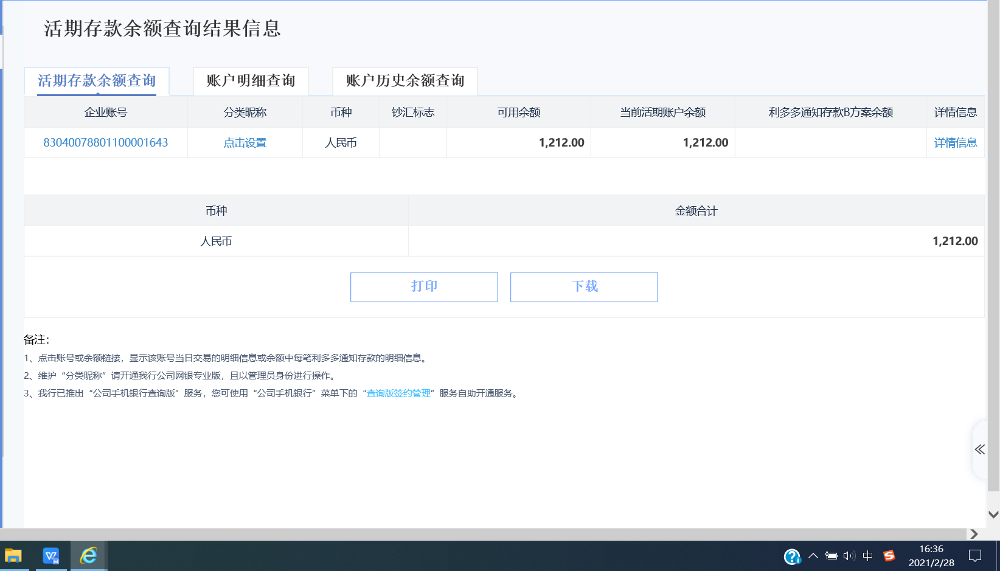 活期存款余额查询结果信息
活期存款余额查询 账户明细查询 账户历史余额查询
企业账号 分类昵称 币种 钞汇标志 可用余额 当前活期账户余额 利多多通知存款B方案余额 详情信息
83040078801100001643 点击设置 人民币 1,212.00 1,212.00 详情信息
币种 金额合计
人民币 1,212.00
打印 下载
备注：
1、点击账号或余额链接，显示该账号当日交易的明细信息或余额中每笔利多多通知存款的明细信息。
2、维护“分类昵称”请开通我行公司网银专业版，且以管理员身份进行操作。
3、我行已推出“公司手机银行查询版”服务，您可使用“公司手机银行”菜单下的“查询版签约管理”服务自助开通服务。
中 16:36
2021/2/28